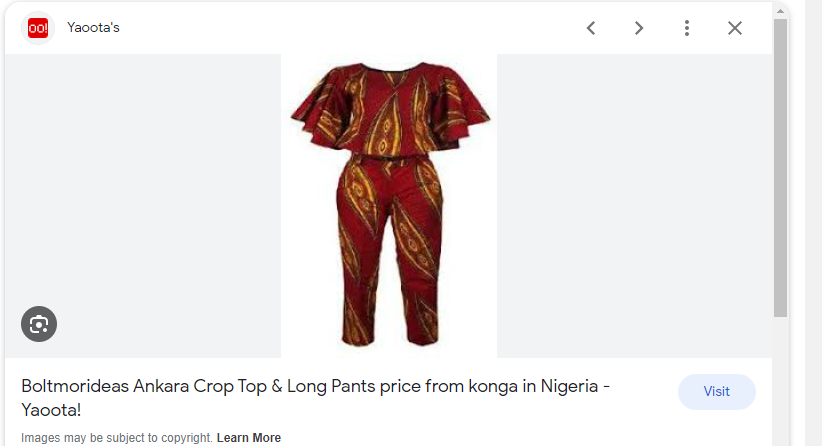 OO! Yaoota's
Boltmorideas Ankara Crop Top & Long Pants price from konga in Nigeria -
Yaoota!
Visit
Images may be subject to copyright. Learn More